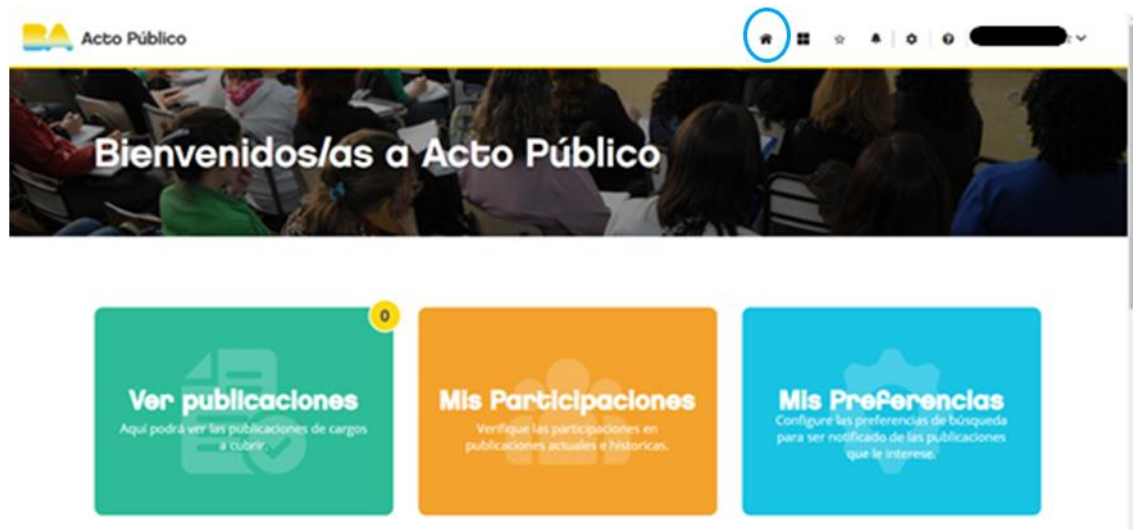 BA Acto Público
Bienvenidos/as a Acto Público
0
Ver publicaciones
Aquí podrá ver las publicaciones de cargos
a cubrir.
Mis Participaciones
Verifique las participaciones en
publicaciones actuales e historicas.
Mis Preferencias
Configure las preferencias de búsqueda
para ser notificado de las publicaciones
que le interese.